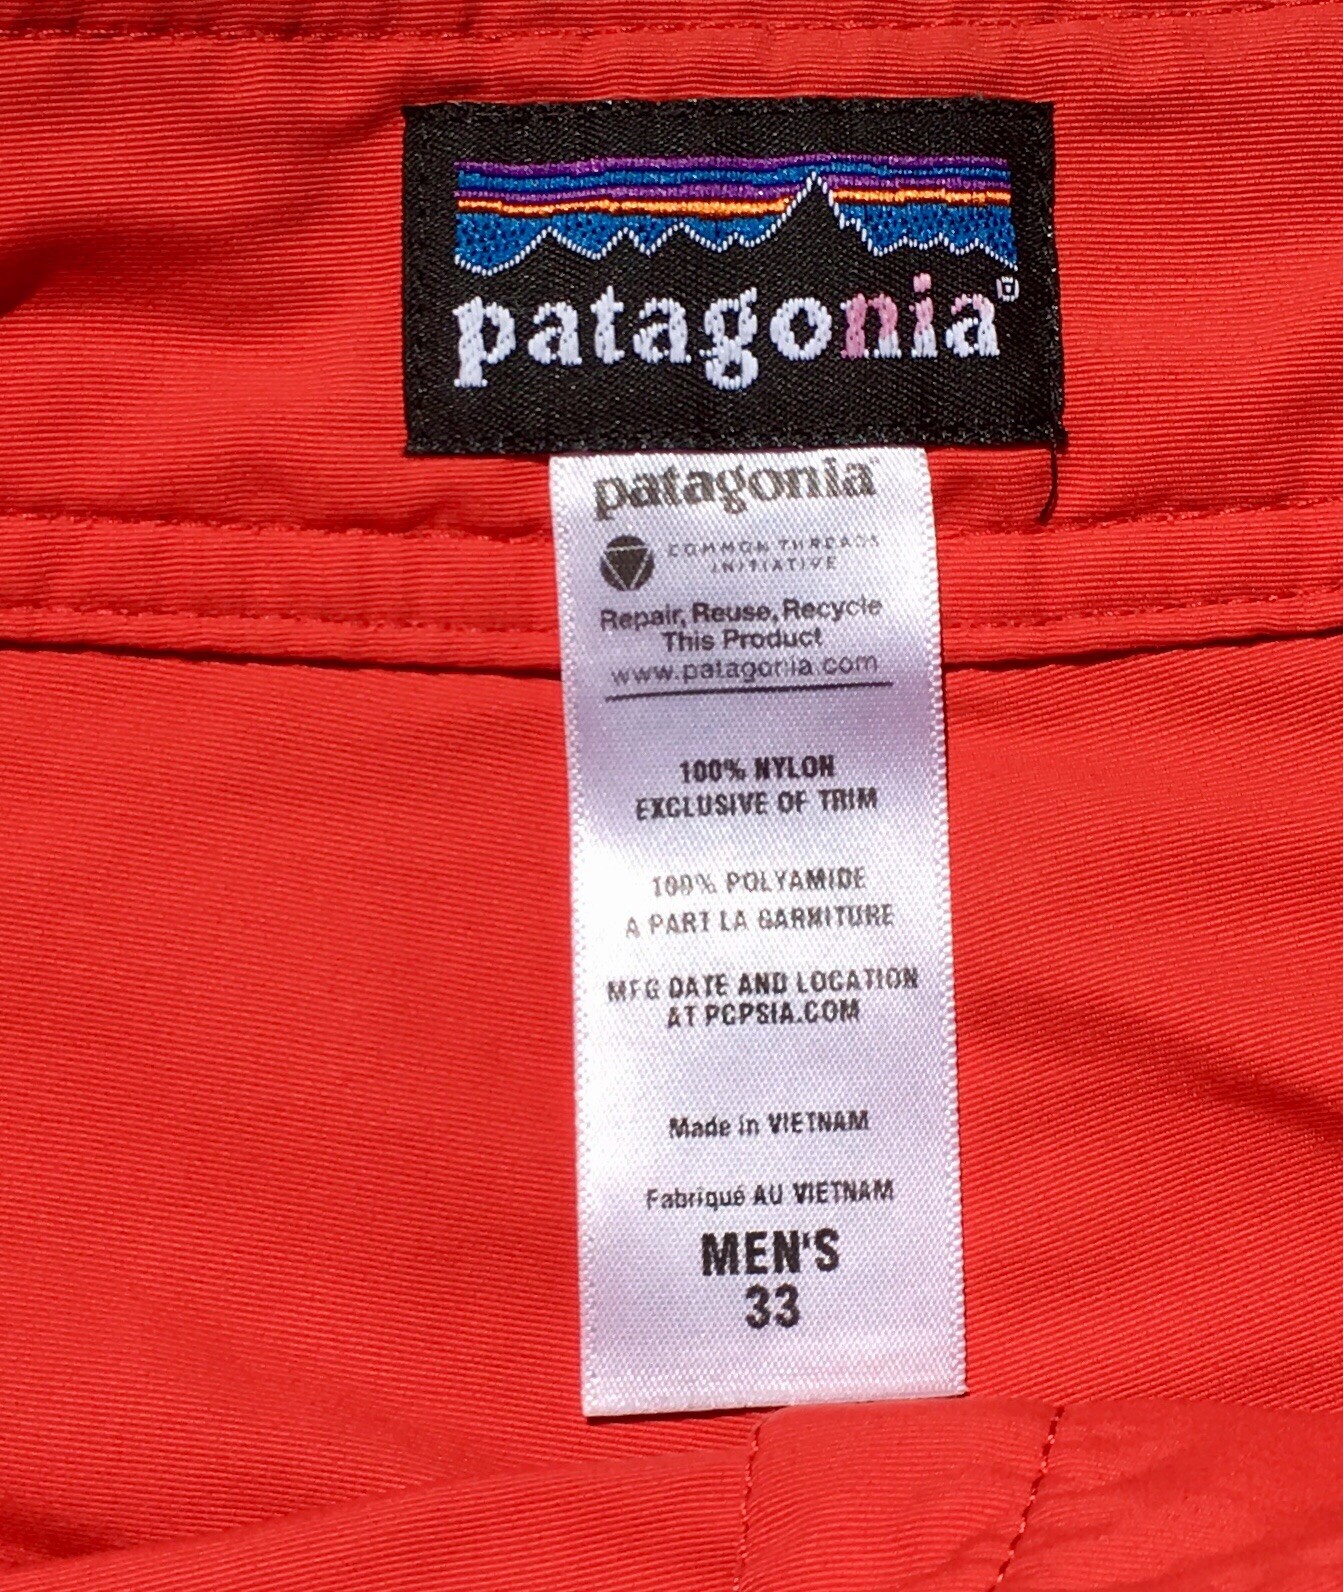 patagonia®
patagonia
COMMON THREADS
INITIATIVE
Repair, Reuse, Recycle
This Product
www.patagonia.com
100% NYLON
EXCLUSIVE OF TRIM
100% POLYAMIDE
A PART LA GARNITURE
MFG DATE AND LOCATION
AT PCPSIA.COM
Made in VIETNAM
Fabriqué AU VIETNAM
MEN'S
33